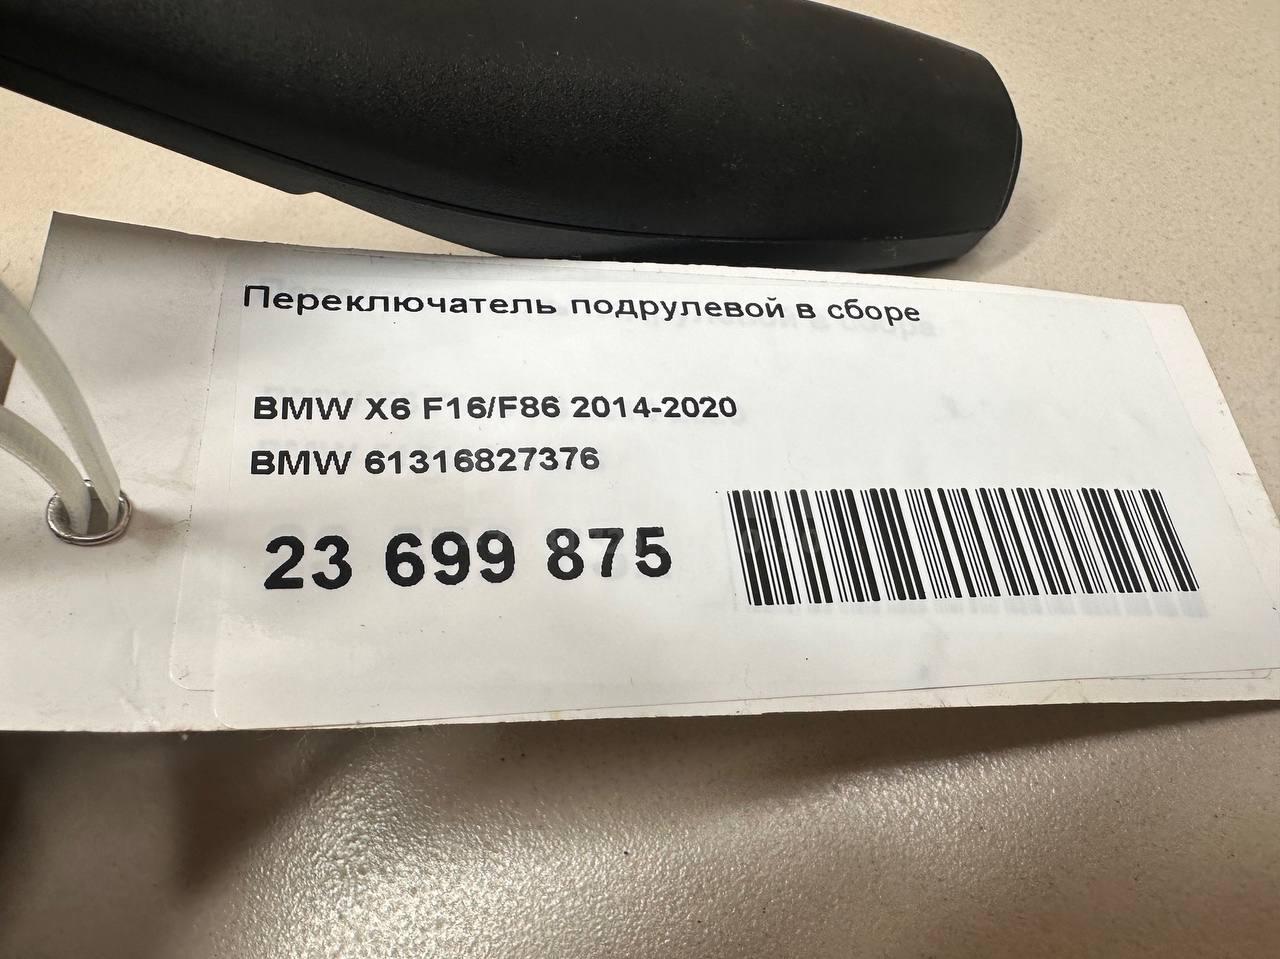 Переключатель подрулевой в сборе
BMW X6 F16/F86 2014-2020
BMW 61316827376
23 699 875